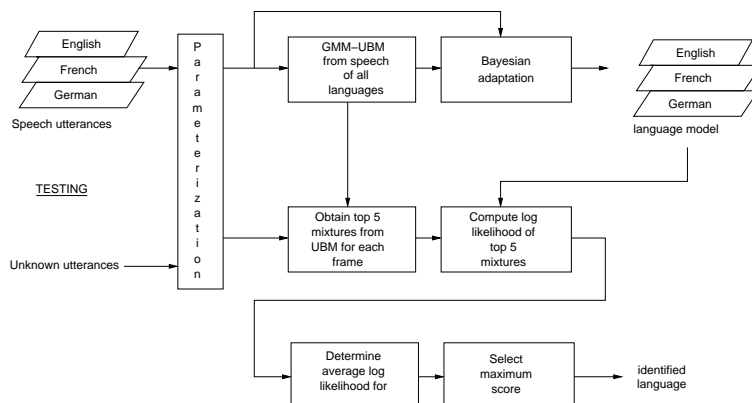 English
French
German
Speech utterances
TESTING
Unknown utterances
Parameterization
GMM–UBM
from speech
of all
languages
Bayesian
adaptation
English
French
German
language model
Obtain top 5
mixtures from
UBM for each
frame
Compute log
likelihood of
top 5
mixtures
Determine
average log
likelihood for
Select
maximum
score
identified
language